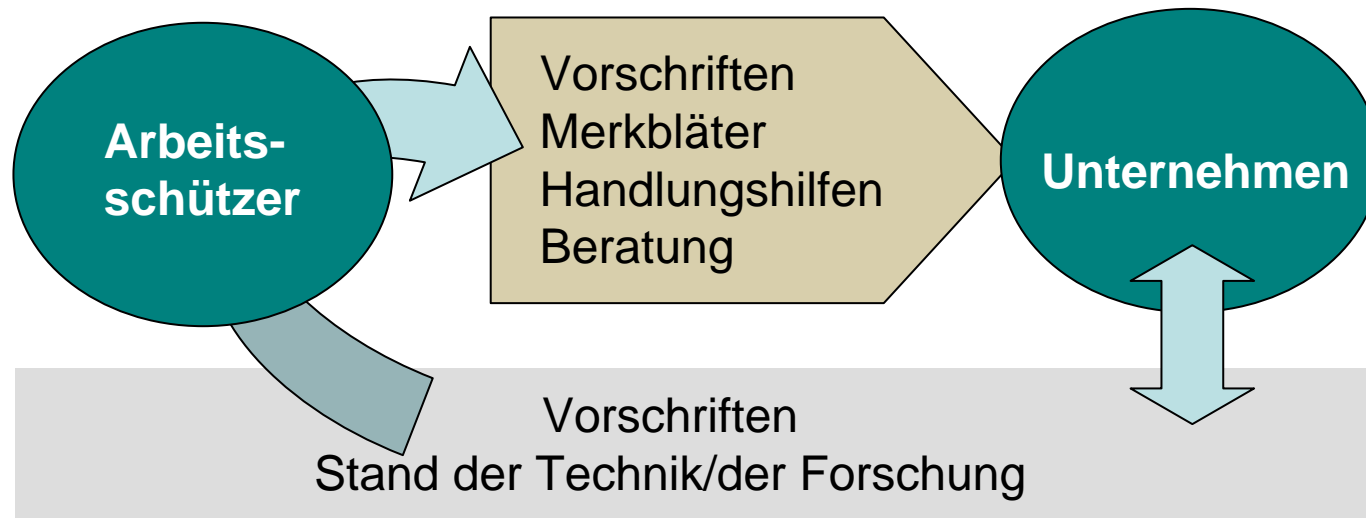 Arbeits-
schützer
Vorschriften
Merkbläter
Handlungshilfen
Beratung
Unternehmen
Vorschriften
Stand der Technik/der Forschung